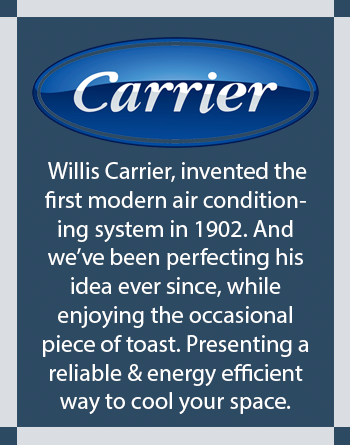 Carrier
Willis Carrier, invented the
first modern air condition-
ing system in 1902. And
we've been perfecting his
idea ever since, while
enjoying the occasional
piece of toast. Presenting a
reliable & energy efficient
way to cool your space.